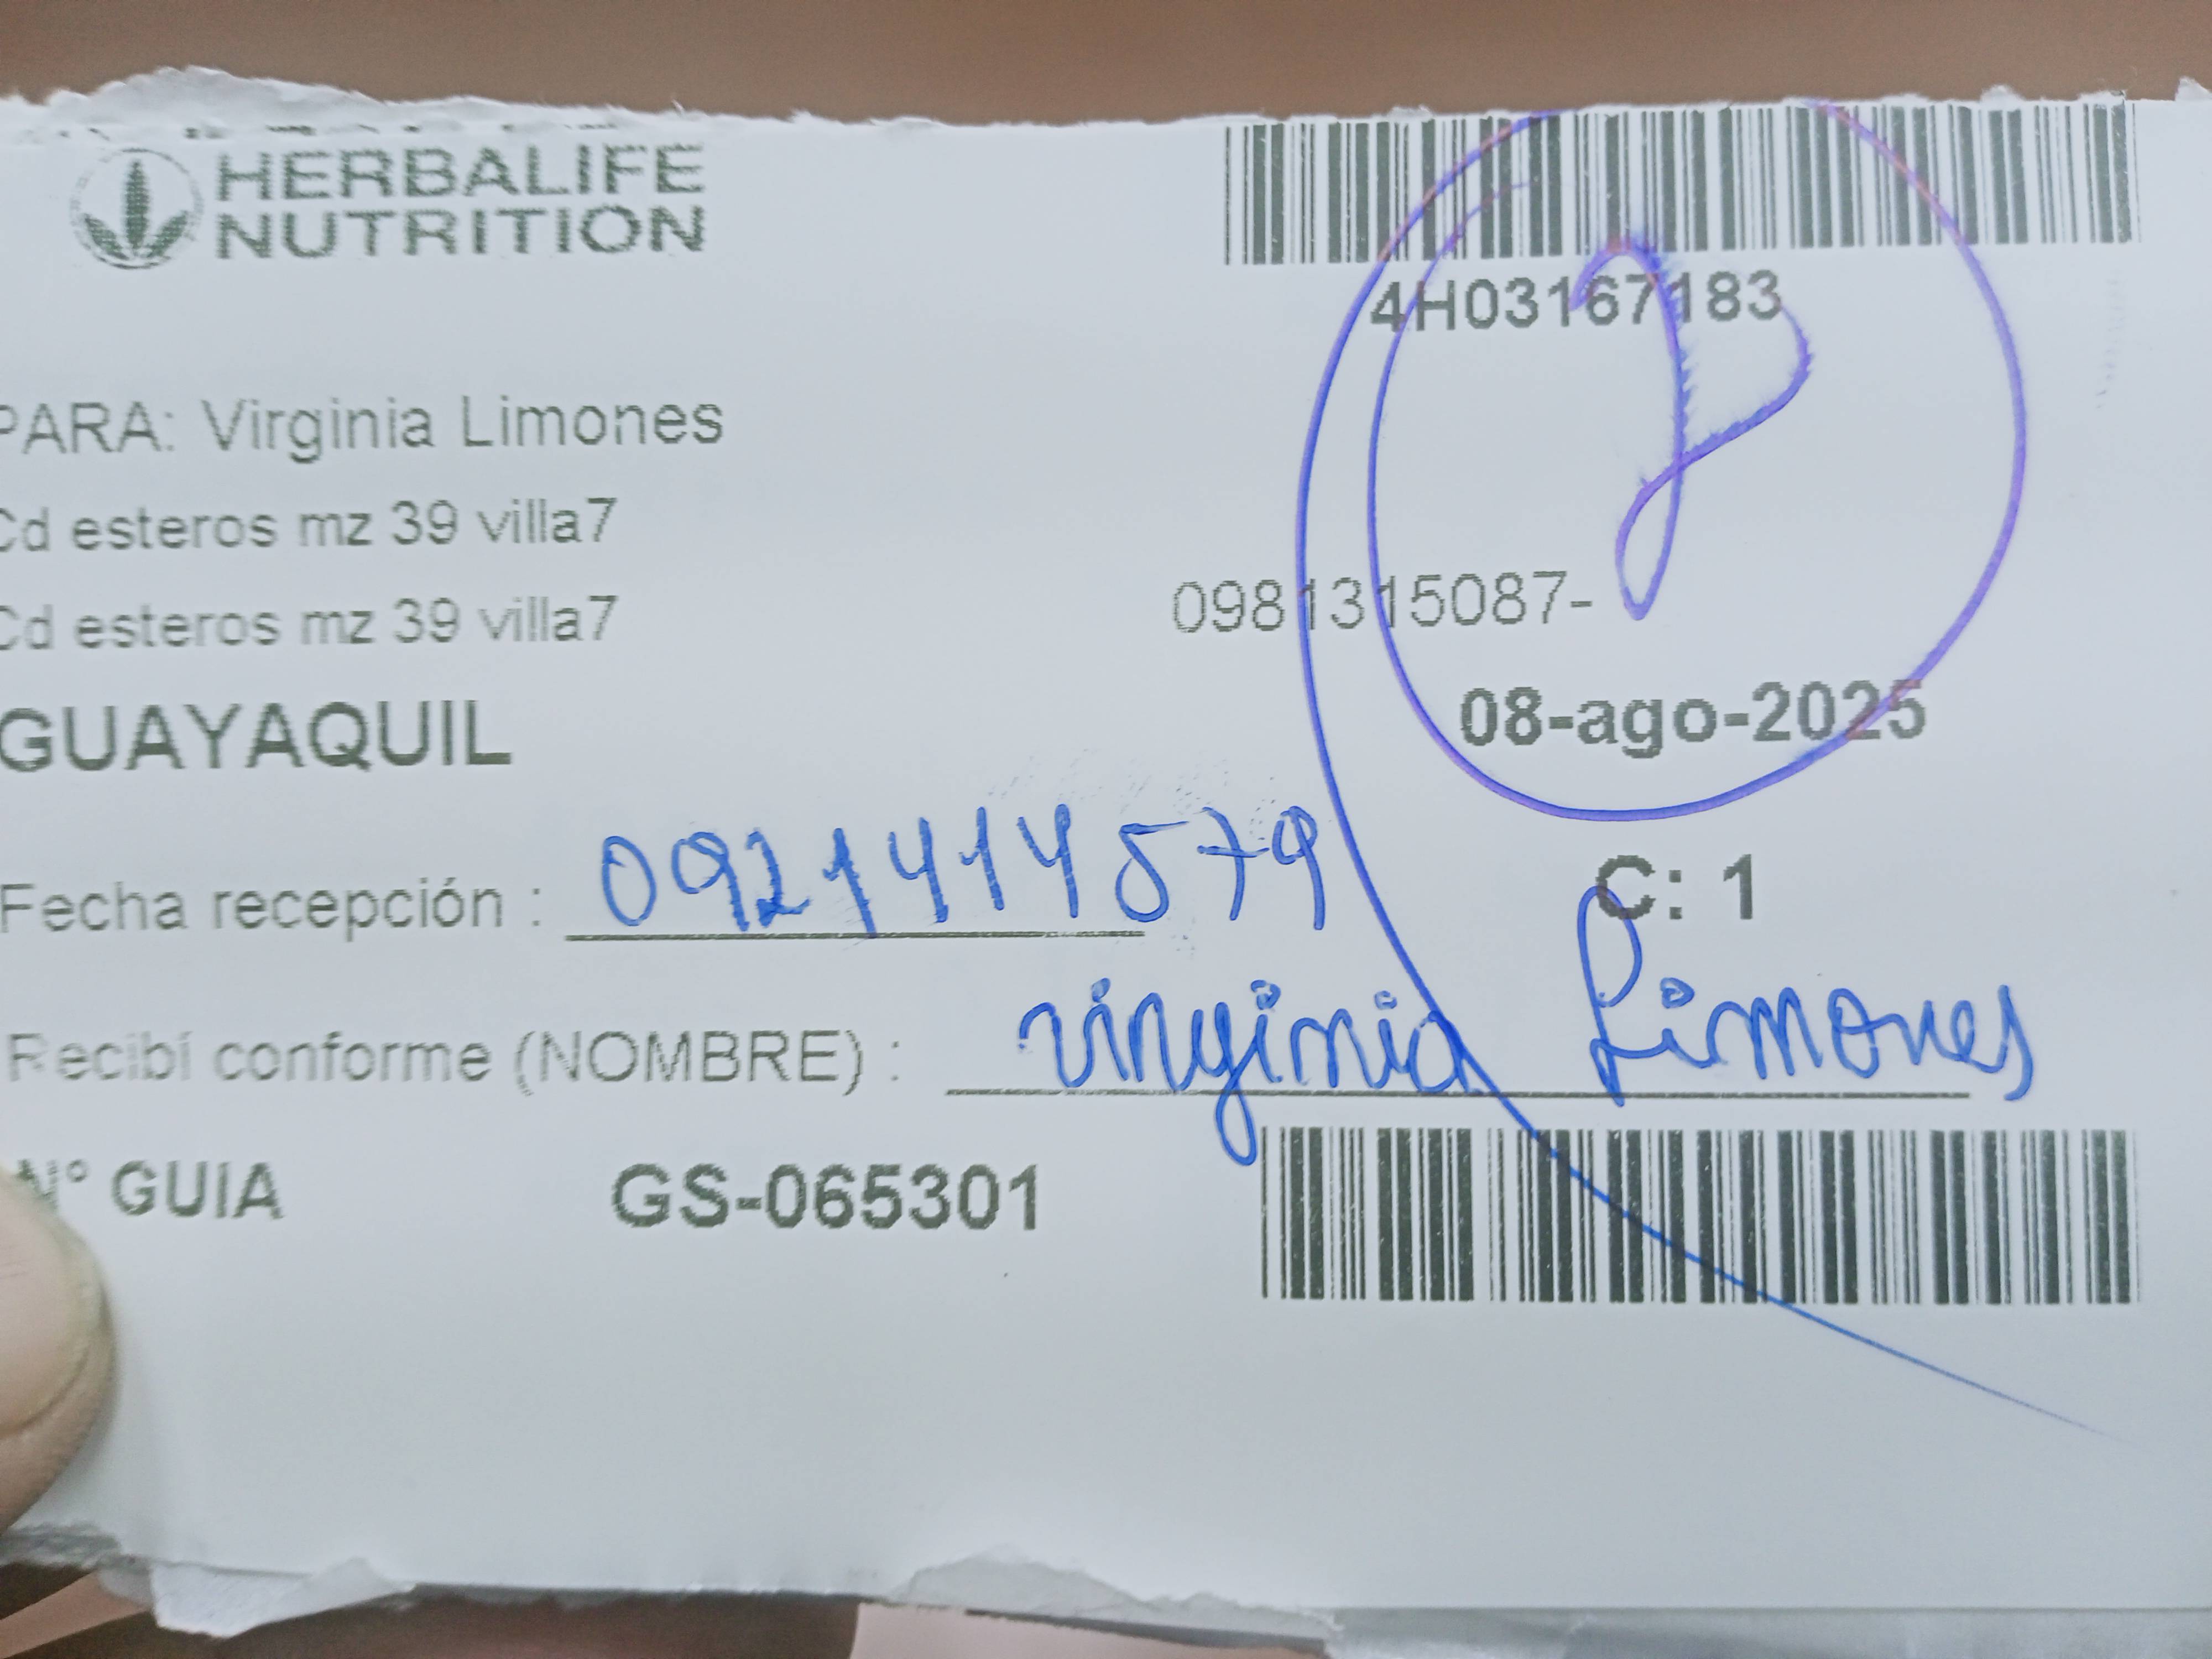 HERBALIFE
NUTRITION
4H03167183
PARA: Virginia Limones
Cd esteros mz 39 villa7
Cd esteros mz 39 villa7
0981315087-
GUAYAQUIL
08-ago-2025
C: 1
Fecha recepción : 0921414579
Recibí conforme (NOMBRE) : virginia Limones
N° GUIA GS-065301